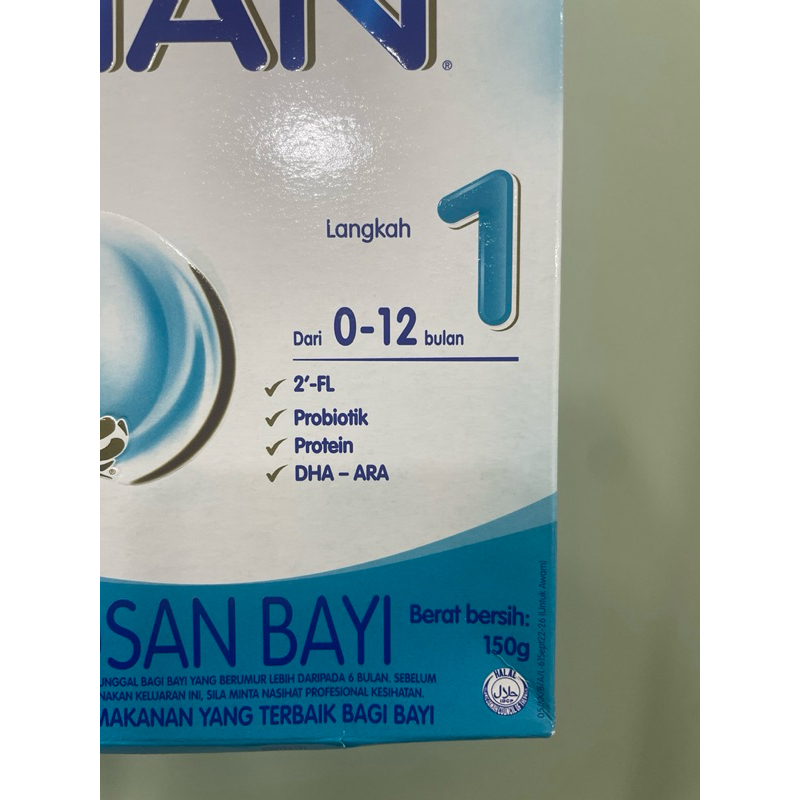 NAN
®
Langkah 1
Dari 0-12 bulan
2'-FL
Probiotik
Protein
DHA – ARA
SAN BAYI
Berat bersih:
150g
UNGGAL BAGI BAYI YANG BERUMUR LEBIH DARIPADA 6 BULAN. SEBELUM
NAKAN KELUARAN INI, SILA MINTA NASIHAT PROFESIONAL KESIHATAN.
MAKANAN YANG TERBAIK BAGI BAYI
HALAL
حلال